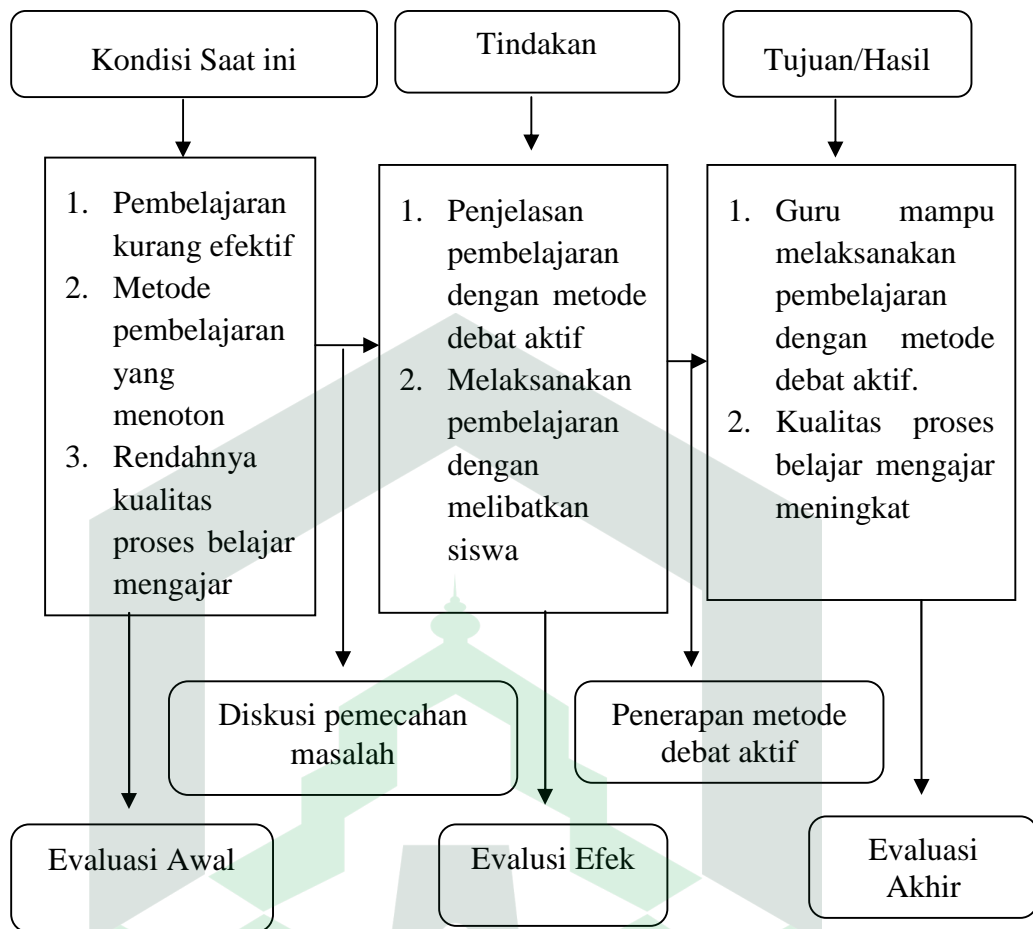 Kondisi Saat ini
Tindakan
Tujuan/Hasil
1. Pembelajaran
kurang efektif
2. Metode
pembelajaran
yang
menoton
3. Rendahnya
kualitas
proses belajar
mengajar
1. Penjelasan
pembelajaran
dengan metode
debat aktif
2. Melaksanakan
pembelajaran
dengan
melibatkan
siswa
1. Guru mampu
melaksanakan
pembelajaran
dengan metode
debat aktif.
2. Kualitas proses
belajar mengajar
meningkat
Diskusi pemecahan
masalah
Penerapan metode
debat aktif
Evaluasi Awal
Evalusi Efek
Evaluasi
Akhir